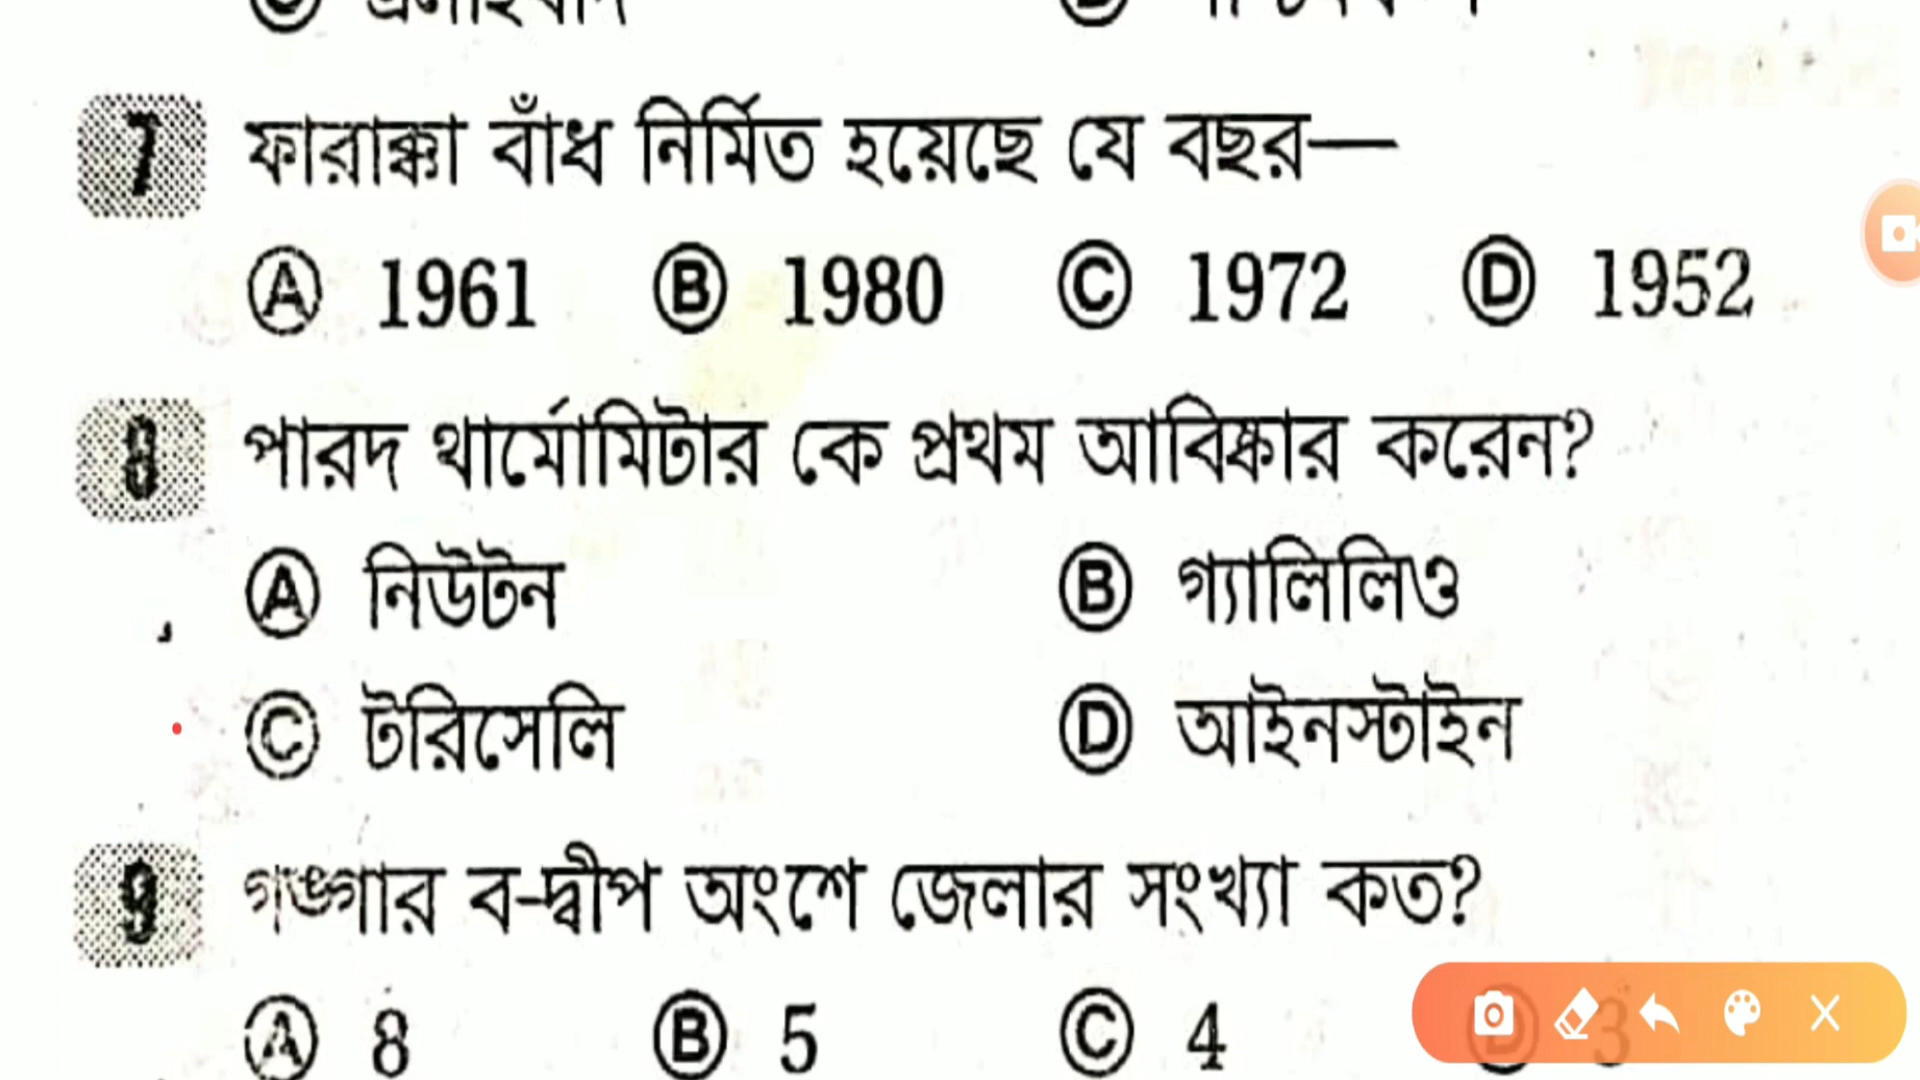 7 ফারাক্কা বাঁধ নির্মিত হয়েছে যে বছর—
Ⓐ 1961 Ⓑ 1980 Ⓒ 1972 Ⓓ 1952
8 পারদ থার্মোমিটার কে প্রথম আবিষ্কার করেন?
Ⓐ নিউটন Ⓑ গ্যালিলিও
Ⓒ টরিসেলি Ⓓ আইনস্টাইন
9 গঙ্গার ব-দ্বীপ অংশে জেলার সংখ্যা কত?
Ⓐ 8 Ⓑ 5 Ⓒ 4 Ⓓ 3